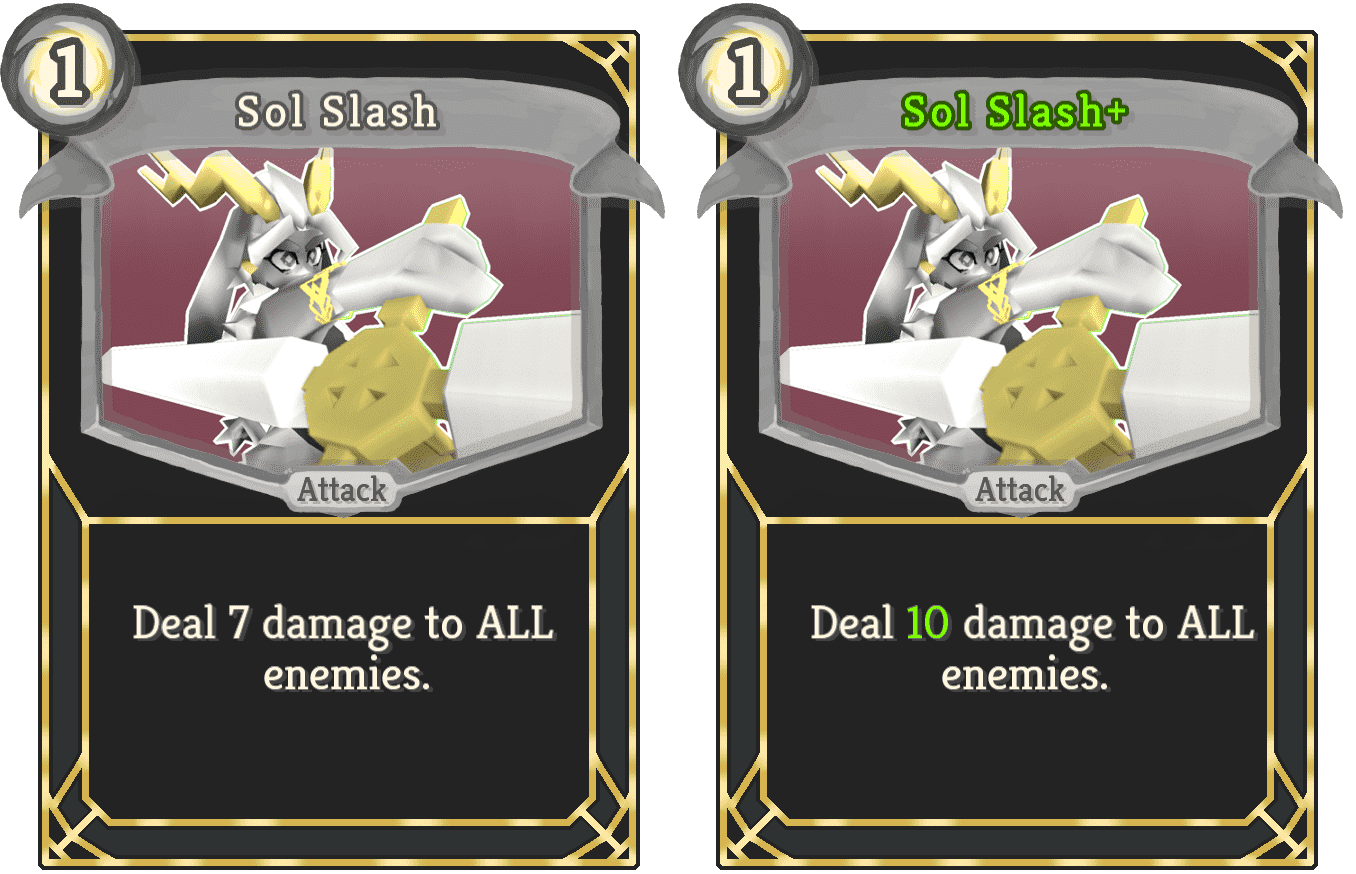 1
Sol Slash
Attack
Deal 7 damage to ALL
enemies.
1
Sol Slash+
Attack
Deal 10 damage to ALL
enemies.